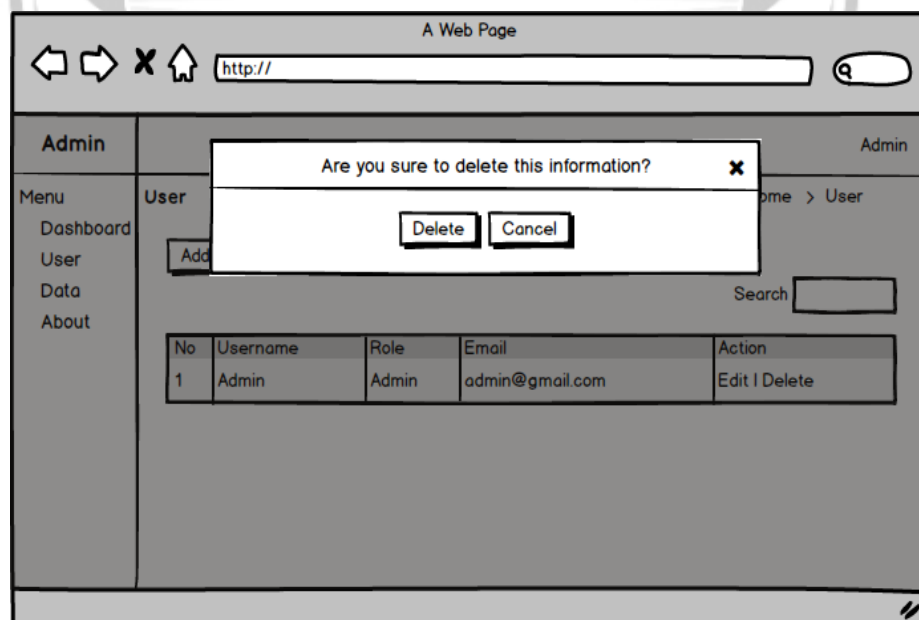 A Web Page
http://
Admin
Admin
Are you sure to delete this information?
Menu
Dashboard
User
Data
About
User
ome > User
Delete Cancel
Add
Search
No Username Role Email Action
1 Admin Admin admin@gmail.com Edit | Delete